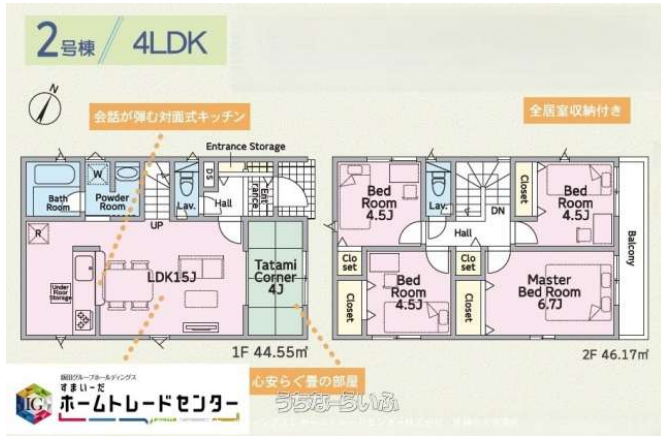 2号棟 / 4LDK
N
会話が弾む対面式キッチン
全居室収納付き
Entrance Storage
Bath Room
W
Powder Room
UP
Lav.
DS
Hall
Entrance
R
Under Floor Storage
LDK15J
Tatami Corner 4J
1F 44.55㎡
Bed Room 4.5J
Lav.
DN
Closet
Bed Room 4.5J
Hall
Balcony
Closet
Closet
Closet
Bed Room 4.5J
Closet
Master Bed Room 6.7J
2F 46.17㎡
心安らぐ畳の部屋
飯田グループホールディングス
すまいーだ
IG
ホームトレードセンター
うちなーらいふ